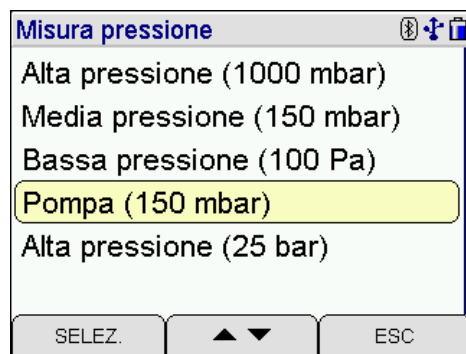 Misura pressione
Alta pressione (1000 mbar)
Media pressione (150 mbar)
Bassa pressione (100 Pa)
Pompa (150 mbar)
Alta pressione (25 bar)
SELEZ. ▲ ▼ ESC